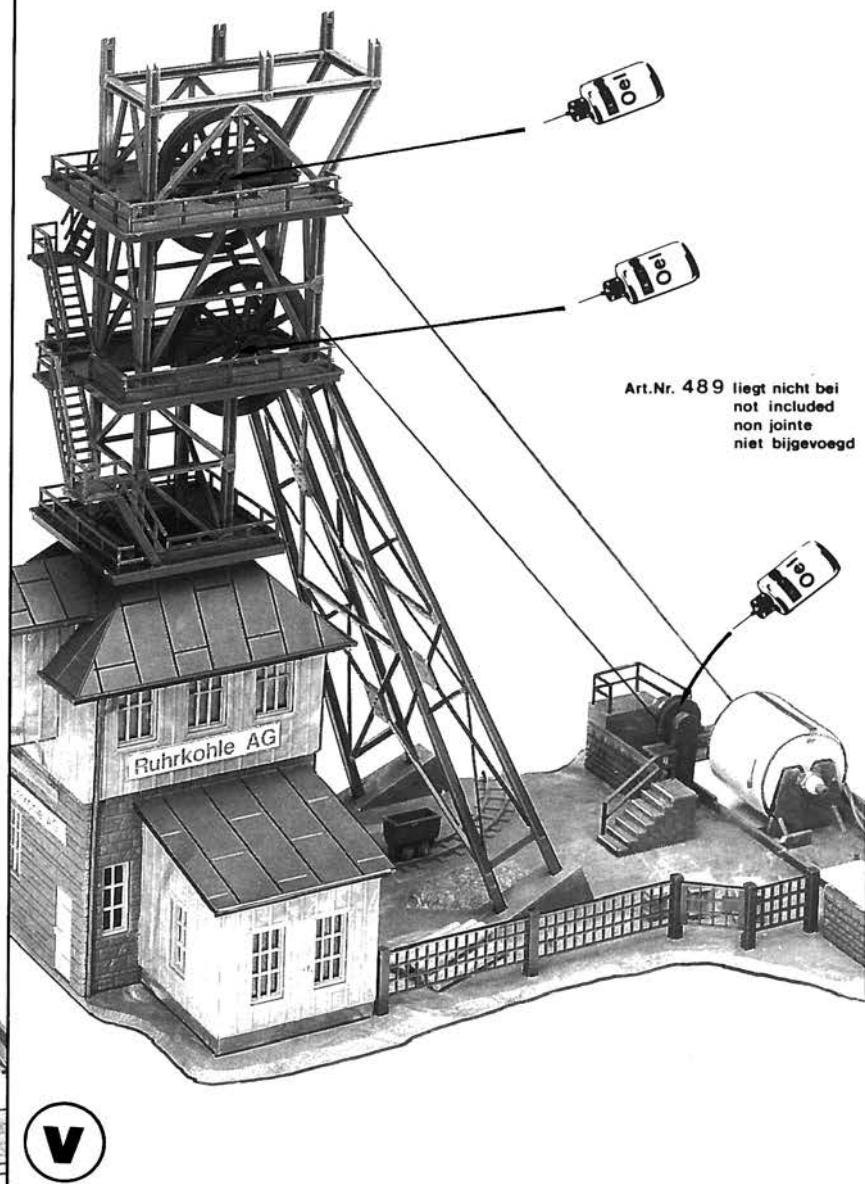 Oel
Oel
Art.Nr. 489 liegt nicht bei
not included
non jointe
niet bijgevoegd
Oel
Ruhrkohle AG
V